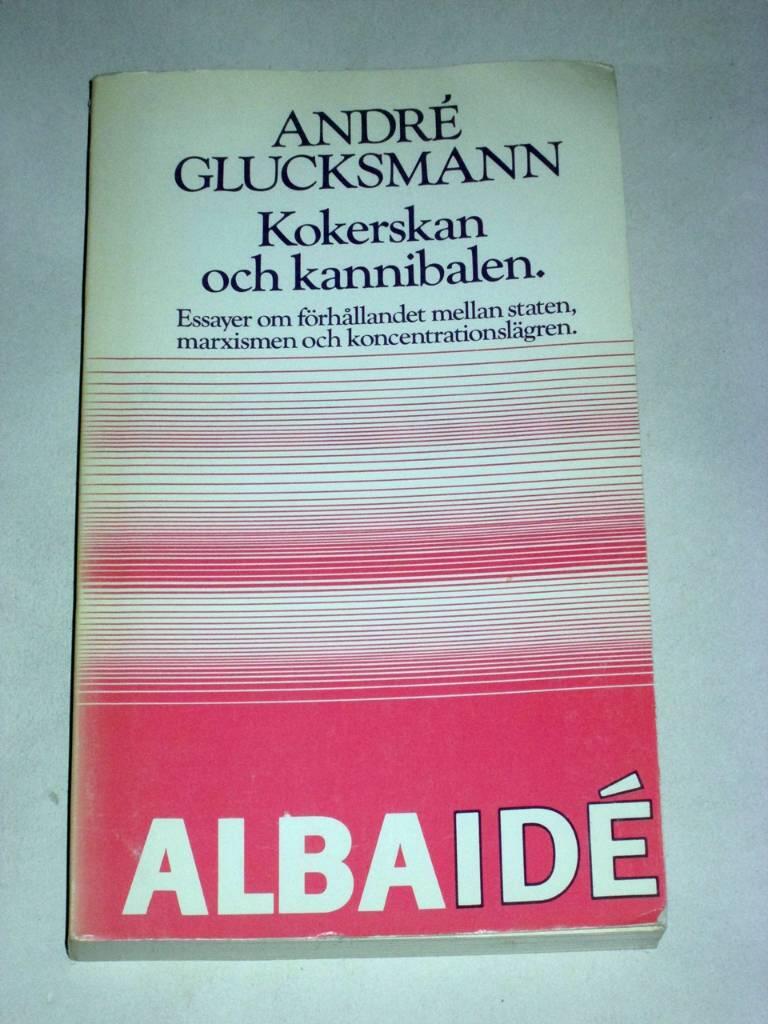 ANDRÉ
GLUCKSMANN
Kokerskan
och kannibalen.
Essayer om förhållandet mellan staten,
marxismen och koncentrationslägren.
ALBAIDÉ